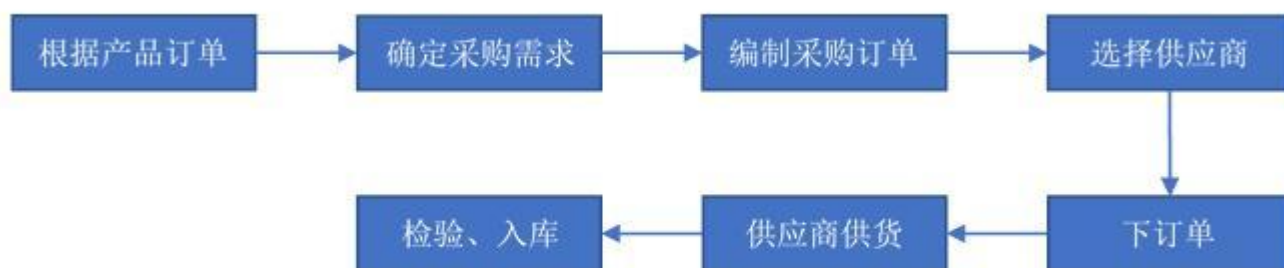 根据产品订单
确定采购需求
编制采购订单
选择供应商
下订单
供应商供货
检验、入库